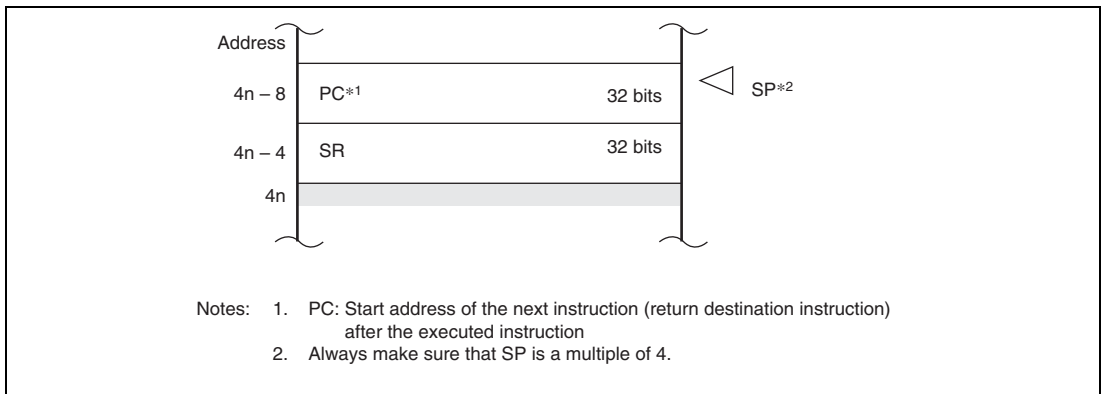 Address
4n – 8 PC*1 32 bits SP*2
4n – 4 SR 32 bits
4n
Notes: 1. PC: Start address of the next instruction (return destination instruction)
after the executed instruction
2. Always make sure that SP is a multiple of 4.